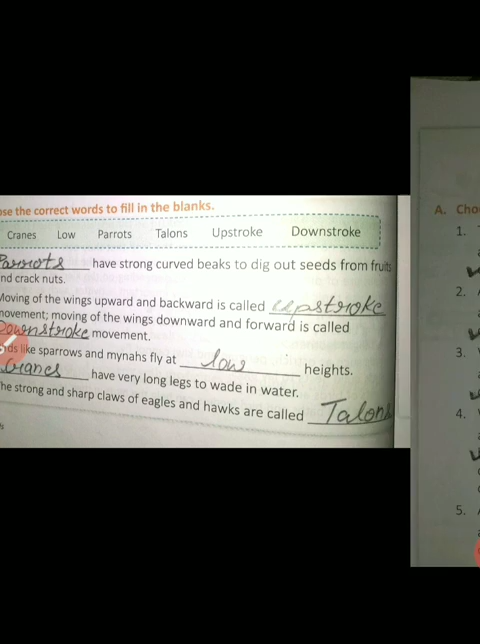 se the correct words to fill in the blanks.
Cranes Low Parrots Talons Upstroke Downstroke
Parrots have strong curved beaks to dig out seeds from fruits
nd crack nuts.
Moving of the wings upward and backward is called upstroke
movement; moving of the wings downward and forward is called
Downstroke movement.
ds like sparrows and mynahs fly at low heights.
Cranes have very long legs to wade in water.
he strong and sharp claws of eagles and hawks are called Talons
A. Cho
1.
2.
3.
4.
5.